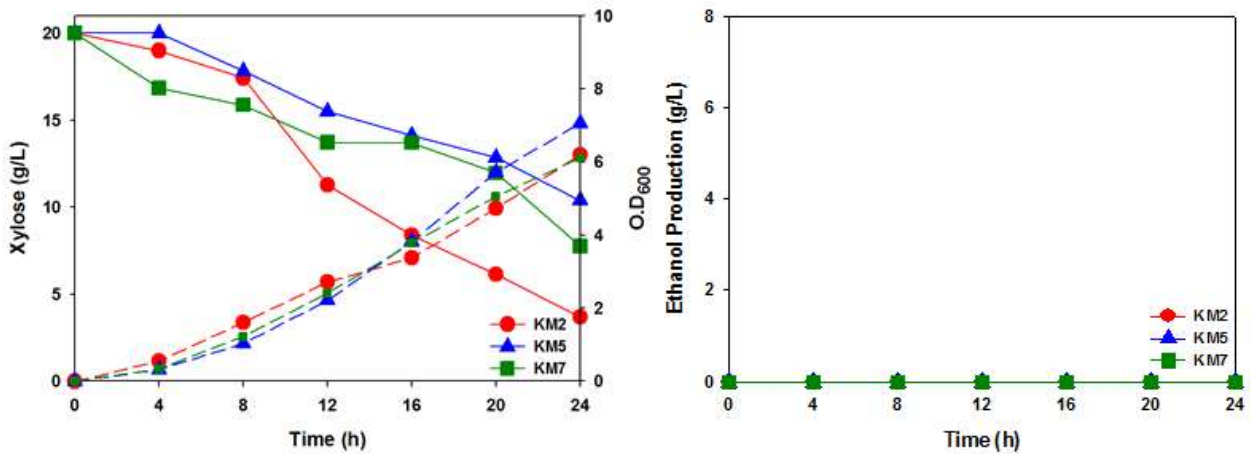 Xylose (g/L)
20
15
10
5
0
10
8
6
4
2
0
O.D600
KM2
KM5
KM7
0 4 8 12 16 20 24
Time (h)
Ethanol Production (g/L)
8
6
4
2
0
KM2
KM5
KM7
0 4 8 12 16 20 24
Time (h)